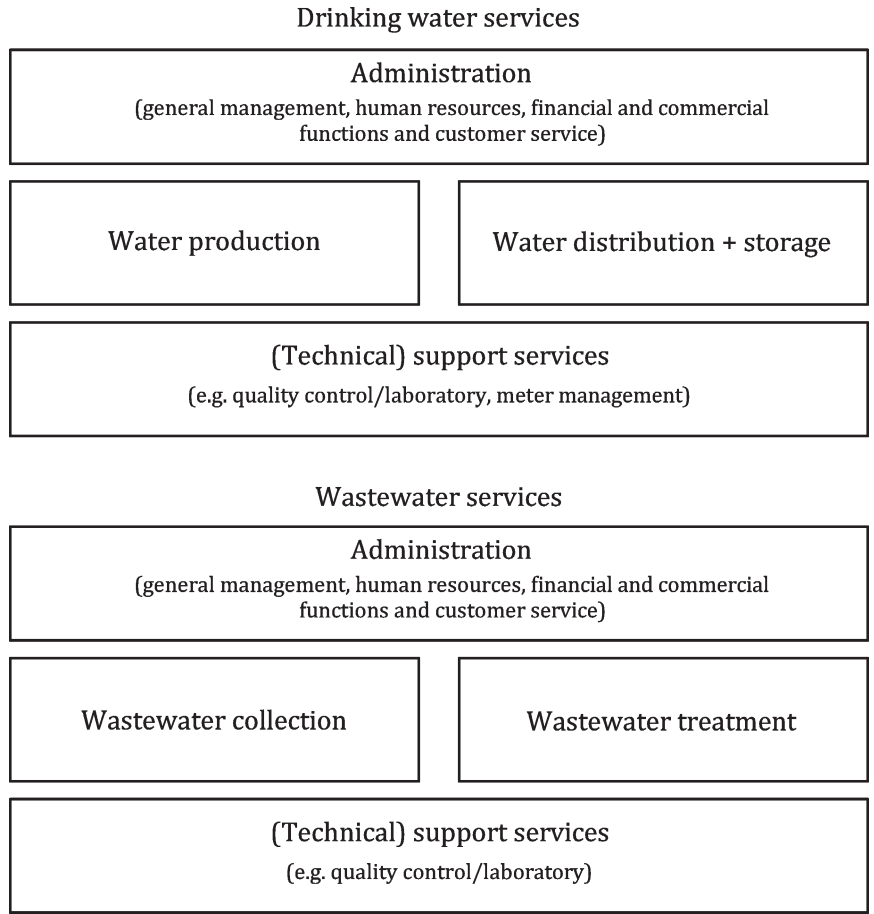 Drinking water services
Administration
(general management, human resources, financial and commercial
functions and customer service)
Water production
Water distribution + storage
(Technical) support services
(e.g. quality control/laboratory, meter management)
Wastewater services
Administration
(general management, human resources, financial and commercial
functions and customer service)
Wastewater collection
Wastewater treatment
(Technical) support services
(e.g. quality control/laboratory)